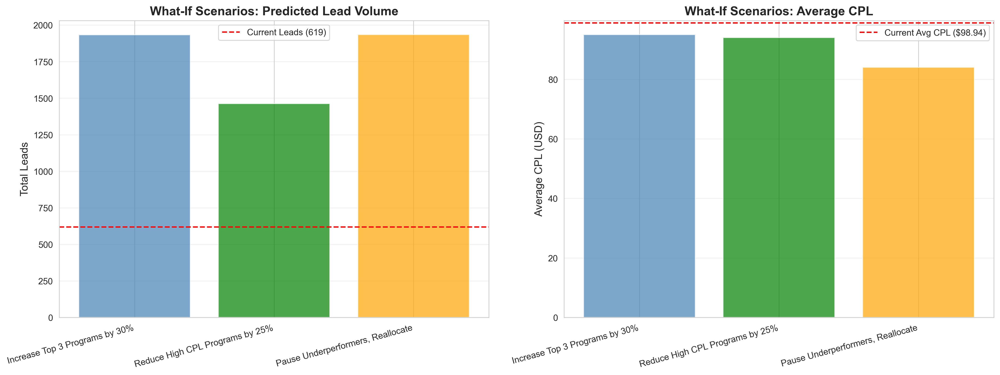 What-If Scenarios: Predicted Lead Volume
Current Leads (619)
Total Leads
2000
1750
1500
1250
1000
750
500
250
0
Increase Top 3 Programs by 30%
Reduce High CPL Programs by 25%
Pause Underperformers, Reallocate
What-If Scenarios: Average CPL
Current Avg CPL ($98.94)
Average CPL (USD)
80
60
40
20
0
Increase Top 3 Programs by 30%
Reduce High CPL Programs by 25%
Pause Underperformers, Reallocate